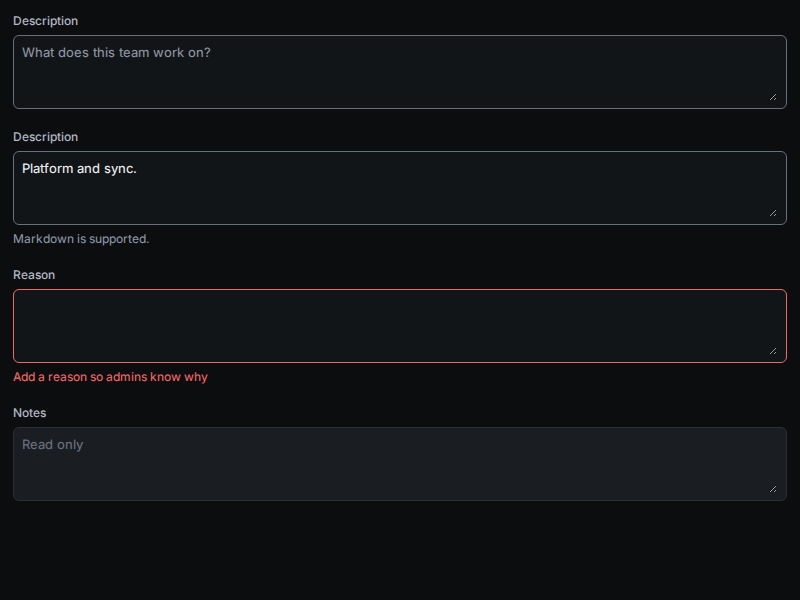 Description
What does this team work on?
Description
Platform and sync.
Markdown is supported.
Reason
Add a reason so admins know why
Notes
Read only